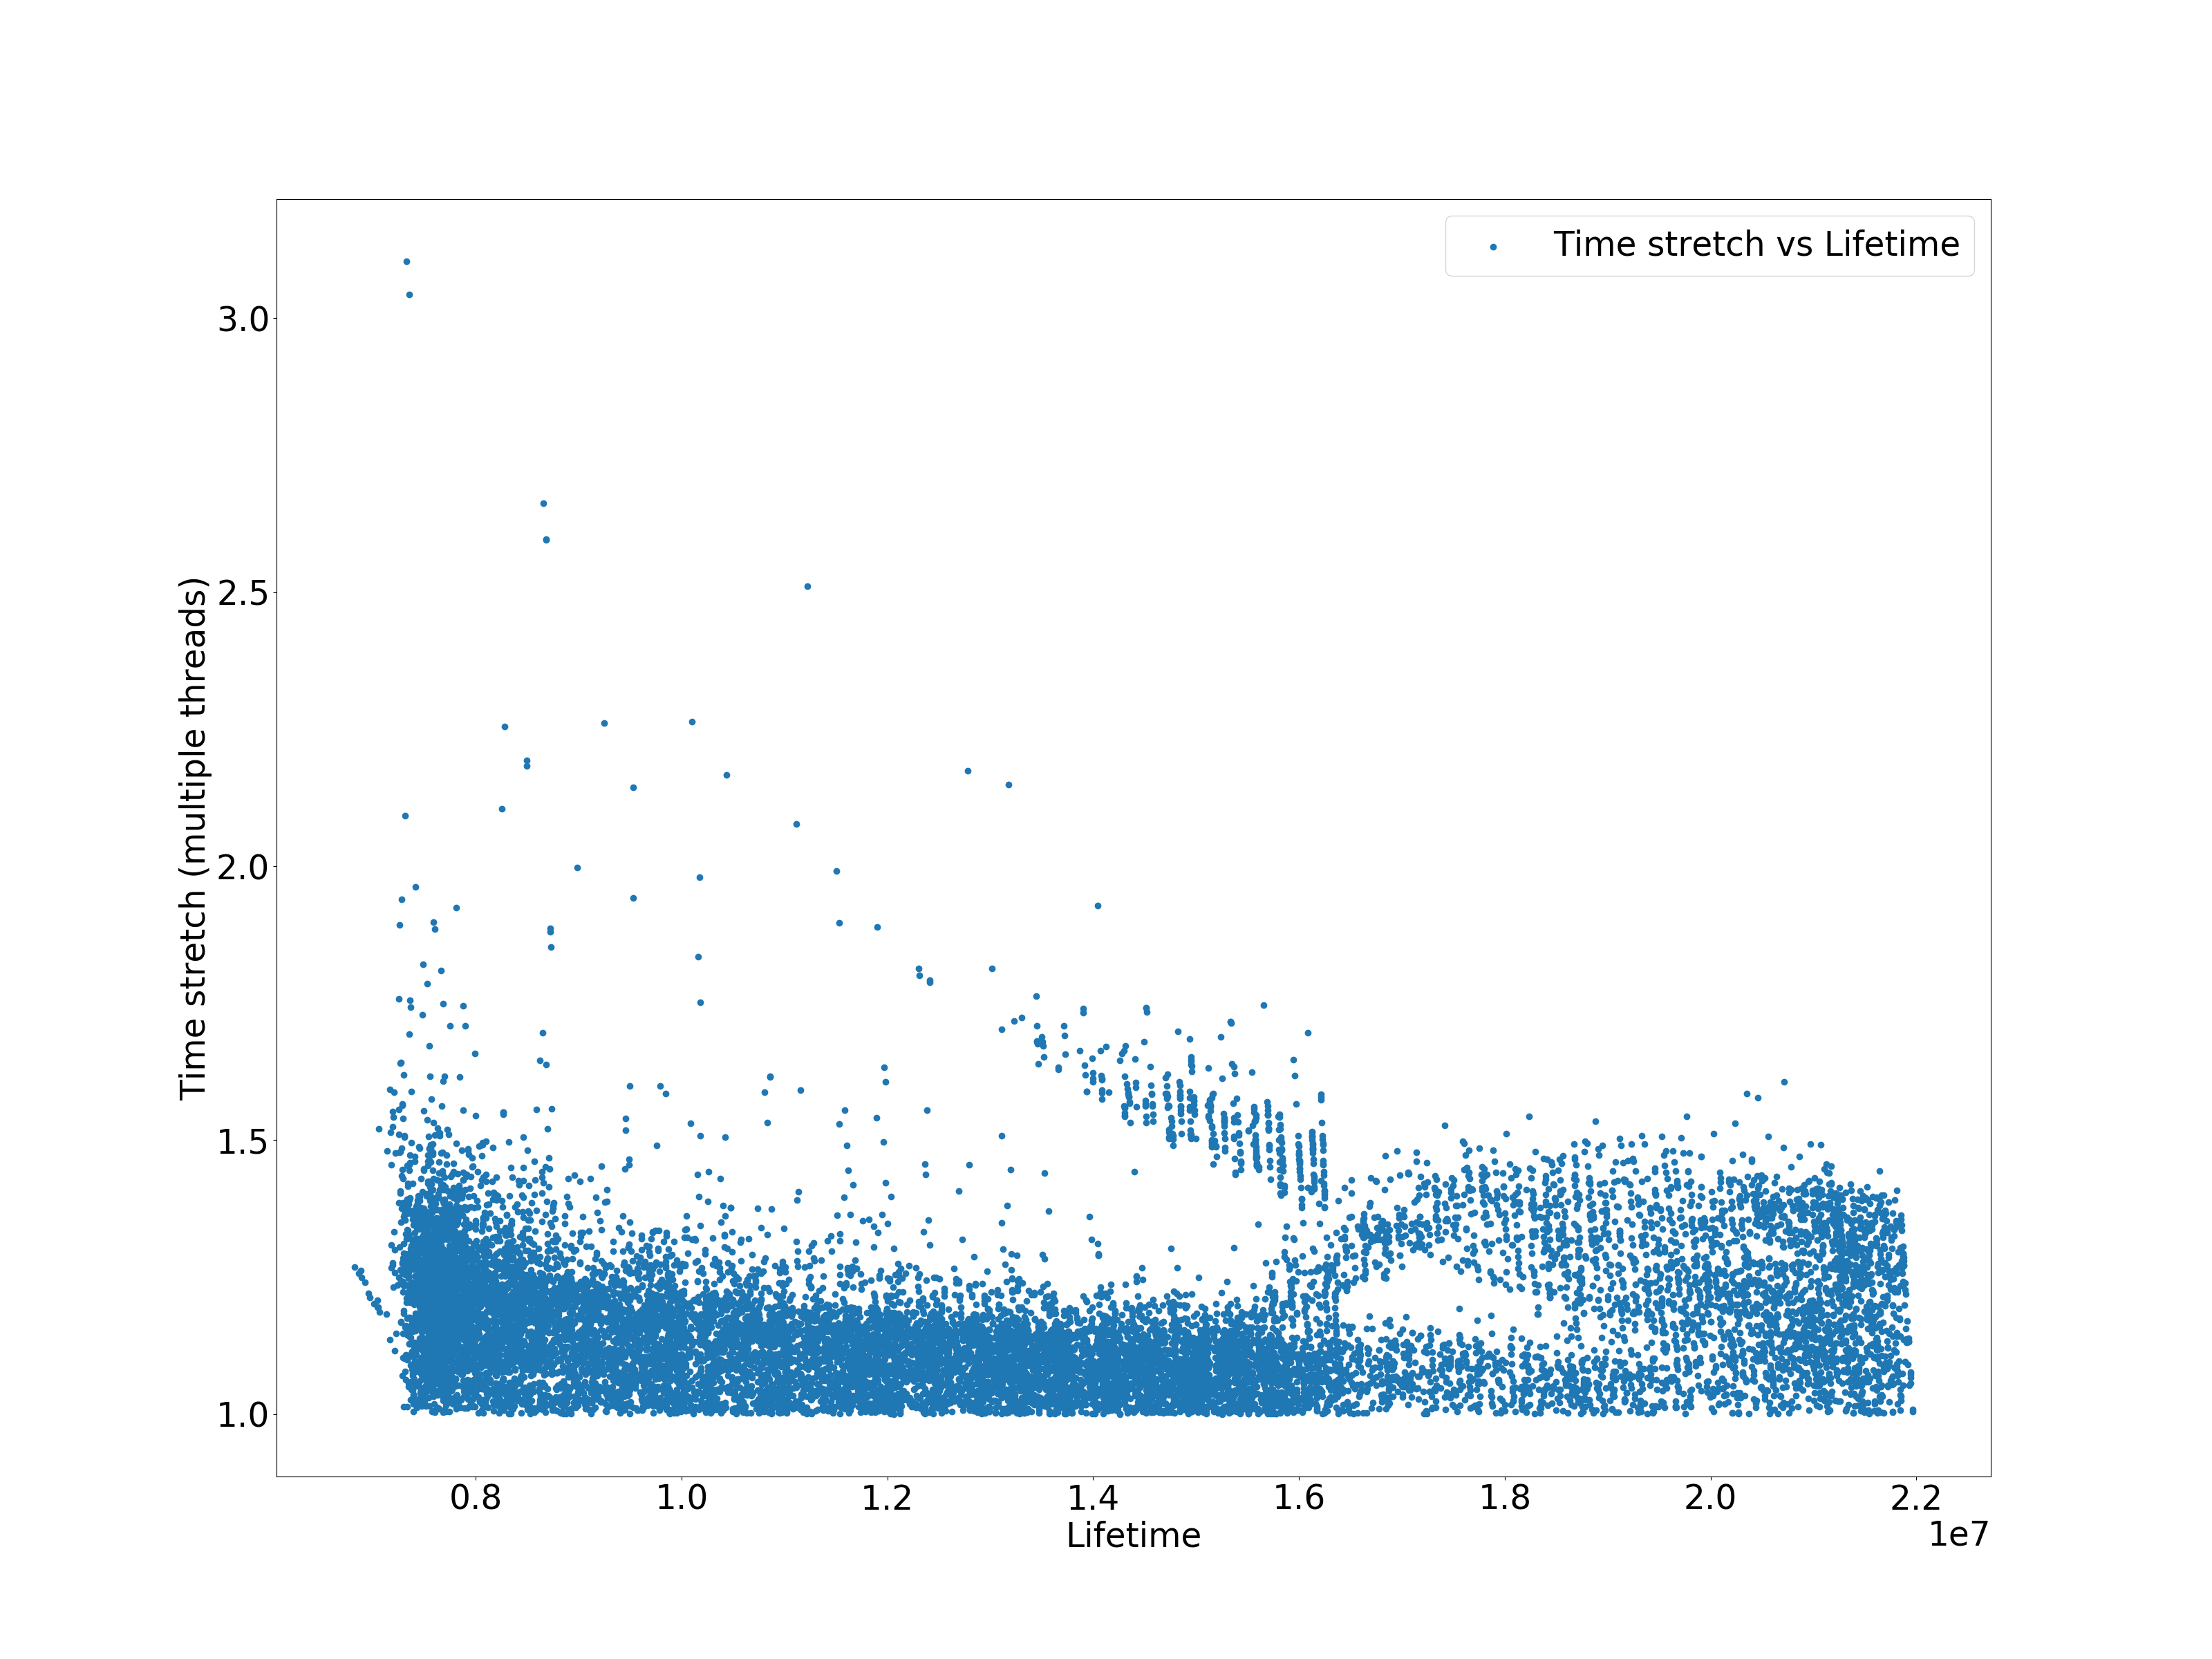 Time stretch vs Lifetime
Time stretch (multiple threads)
3.0
2.5
2.0
1.5
1.0
0.8 1.0 1.2 1.4 1.6 1.8 2.0 2.2
Lifetime
1e7